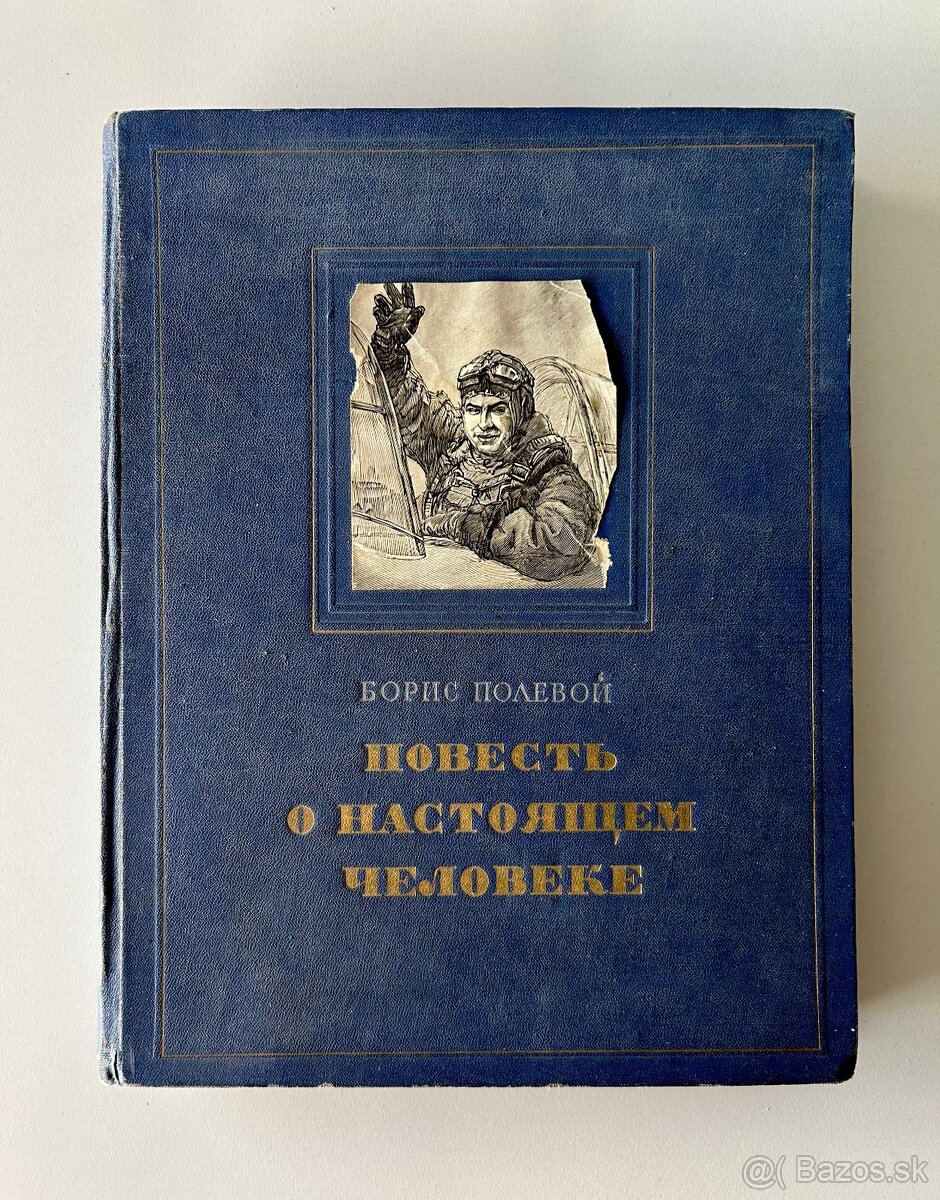 БОРИС ПОЛЕВОЙ
ПОВЕСТЬ
О НАСТОЯЩЕМ
ЧЕЛОВЕКЕ
@( Bazos.sk